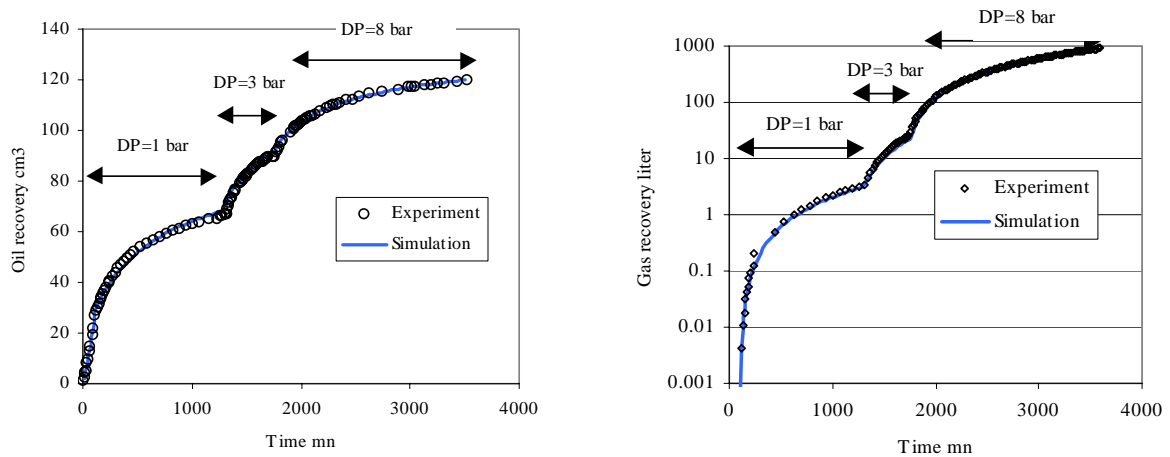 140
120
100
80
60
40
20
0
Oil recovery cm3
DP=8 bar
DP=3 bar
DP=1 bar
Experiment
Simulation
0 1000 2000 3000 4000
Time mn
1000
100
10
1
0.1
0.01
0.001
Gas recovery liter
DP=8 bar
DP=3 bar
DP=1 bar
Experiment
Simulation
0 1000 2000 3000 4000
Time mn